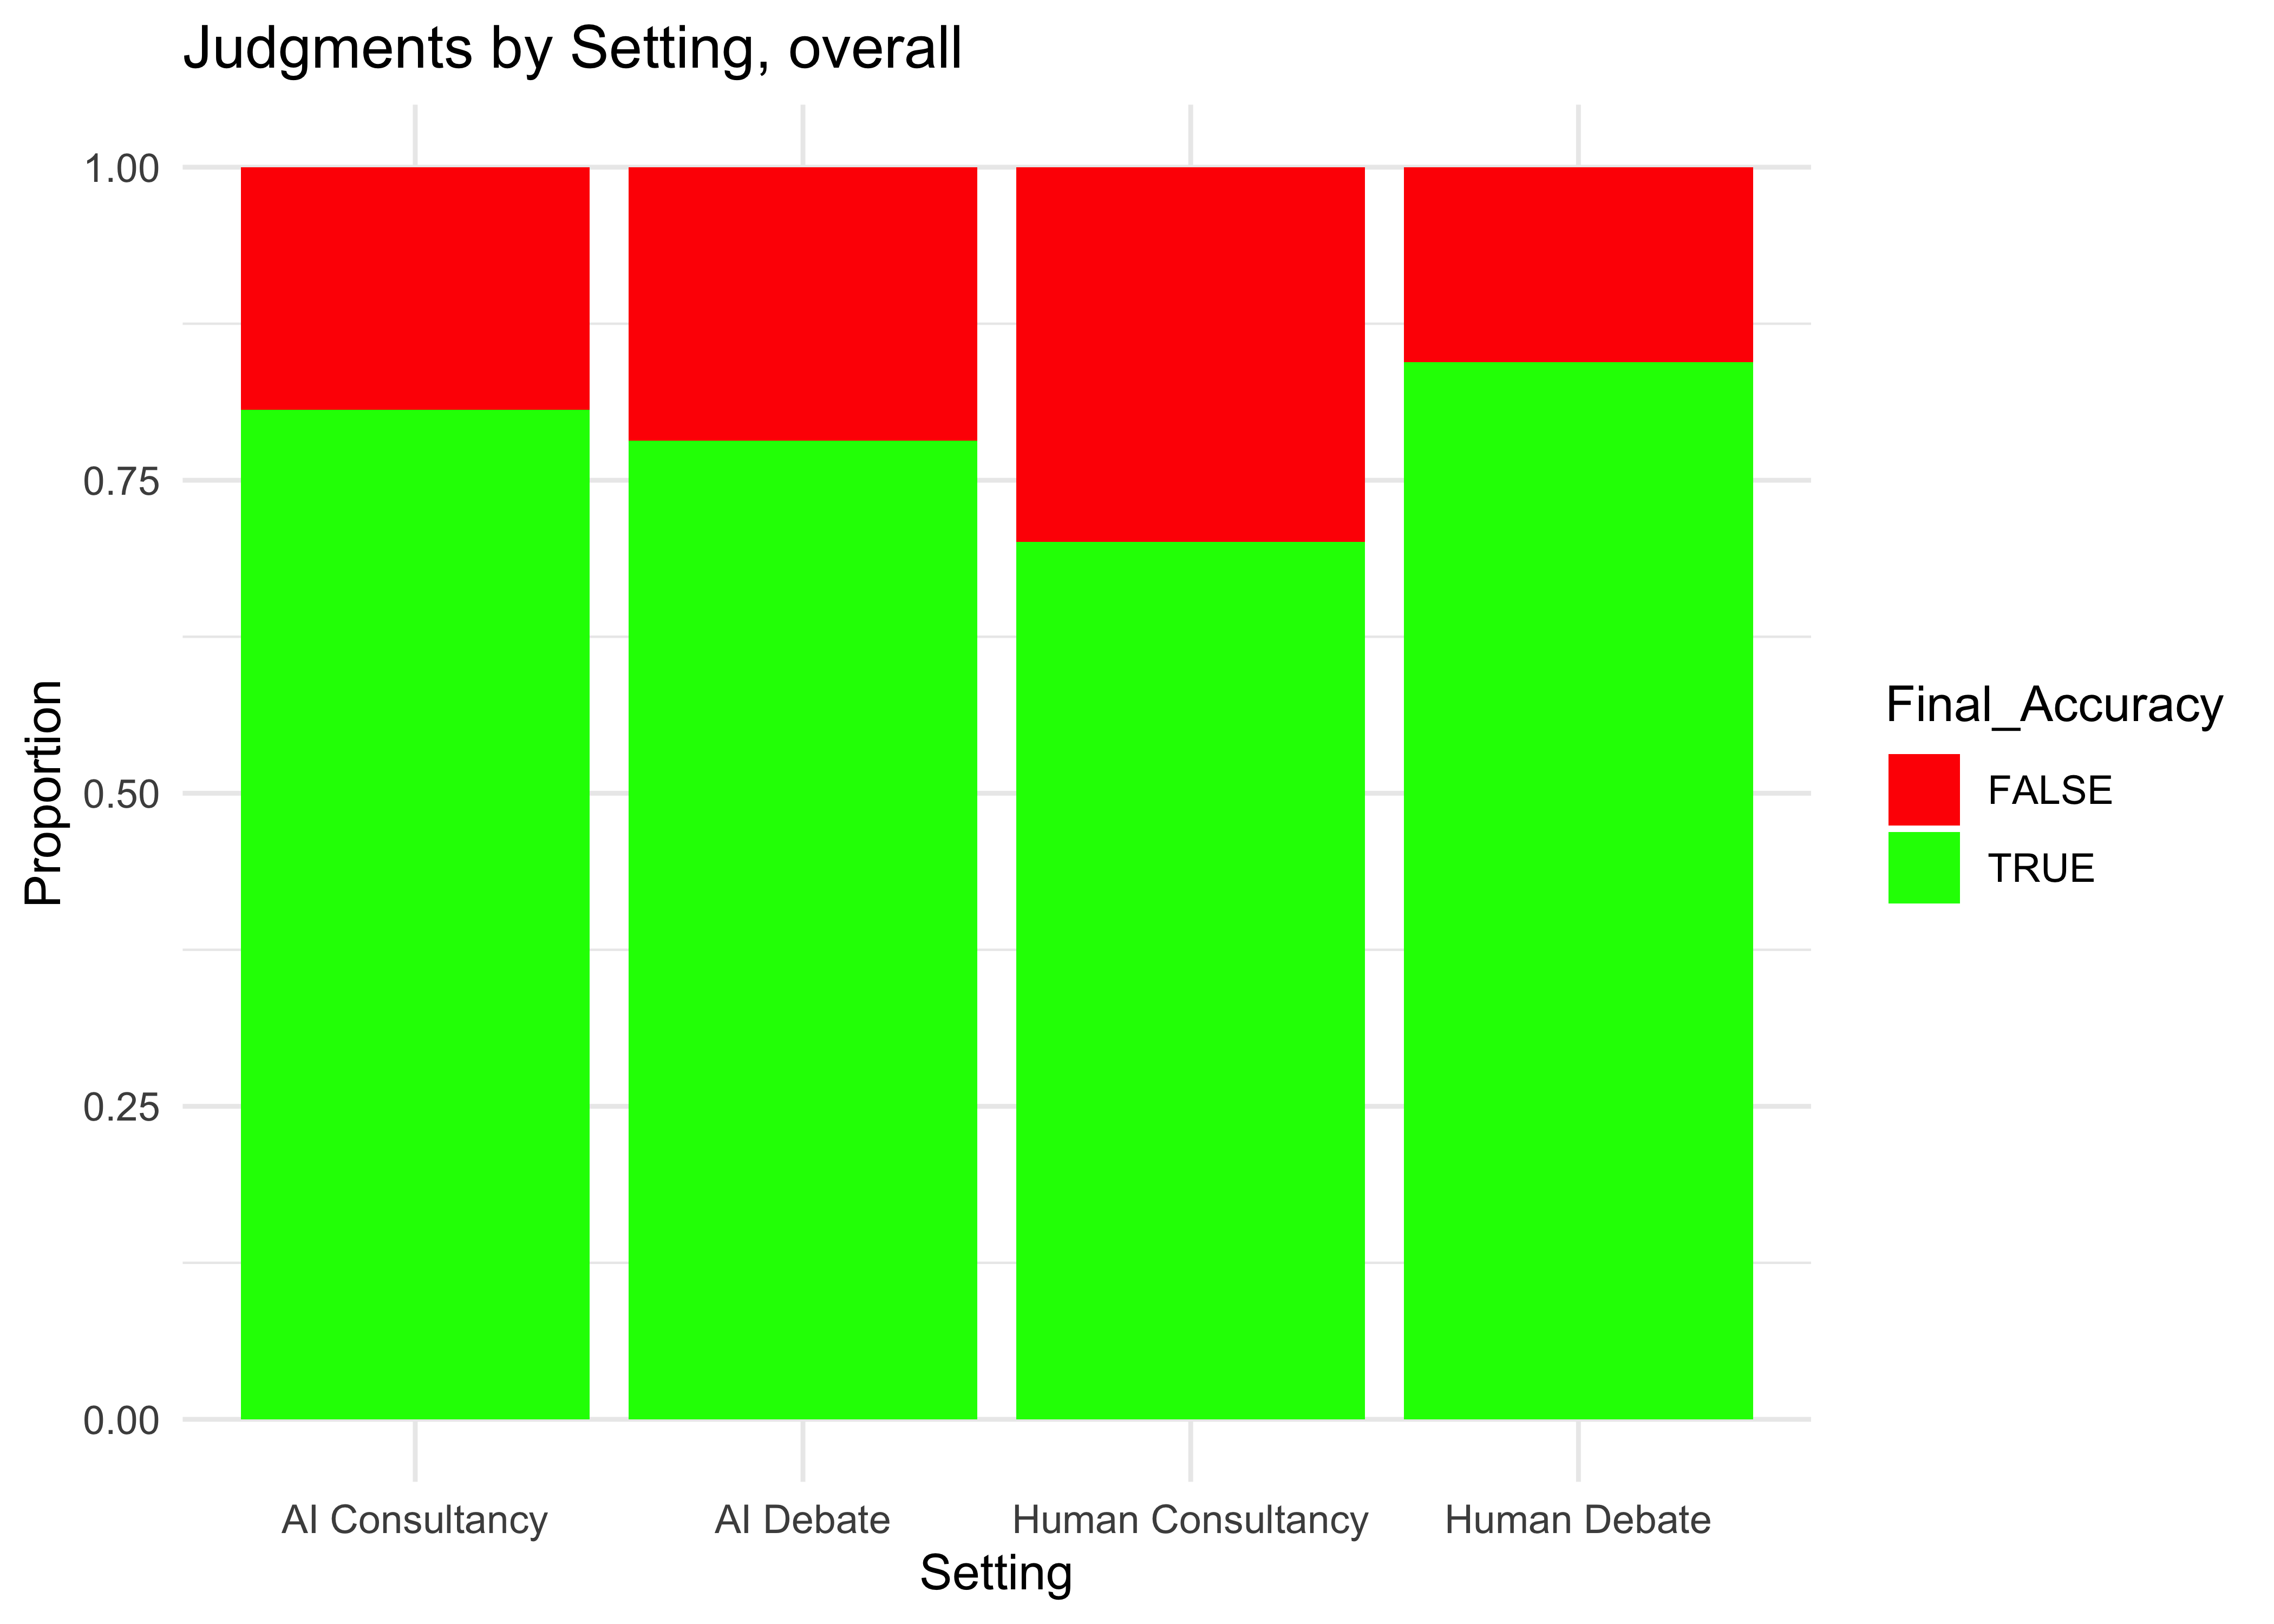 Judgments by Setting, overall
1.00
0.75
0.50
0.25
0.00
Proportion
AI Consultancy
AI Debate
Human Consultancy
Human Debate
Setting
Final_Accuracy
FALSE
TRUE